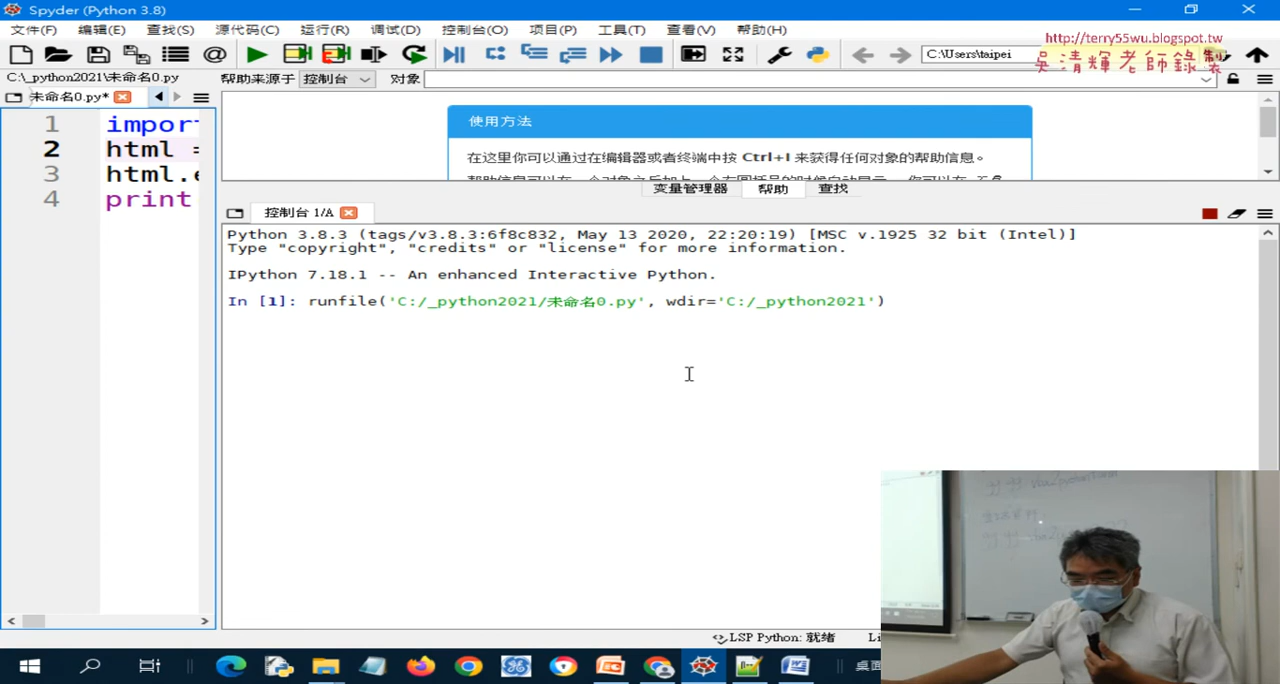 Spyder (Python 3.8)
文件(F) 编辑(E) 查找(S) 源代码(C) 运行(R) 调试(D) 控制台(O) 项目(P) 工具(T) 查看(V) 帮助(H)
http://terry55wu.blogspot.tw
C:\Users\taipei
吳清輝老師錄製
C:\_python2021\未命名0.py
帮助来源于 控制台 对象
未命名0.py*
1 impor
2 html =
3 html.e
4 print
使用方法
在这里你可以通过在编辑器或者终端中按 Ctrl+I 来获得任何对象的帮助信息。
变量管理器 帮助 查找
控制台 1/A
Python 3.8.3 (tags/v3.8.3:6f8c832, May 13 2020, 22:20:19) [MSC v.1925 32 bit (Intel)]
Type "copyright", "credits" or "license" for more information.
IPython 7.18.1 -- An enhanced Interactive Python.
In [1]: runfile('C:/_python2021/未命名0.py', wdir='C:/_python2021')
LSP Python: 就绪
桌面